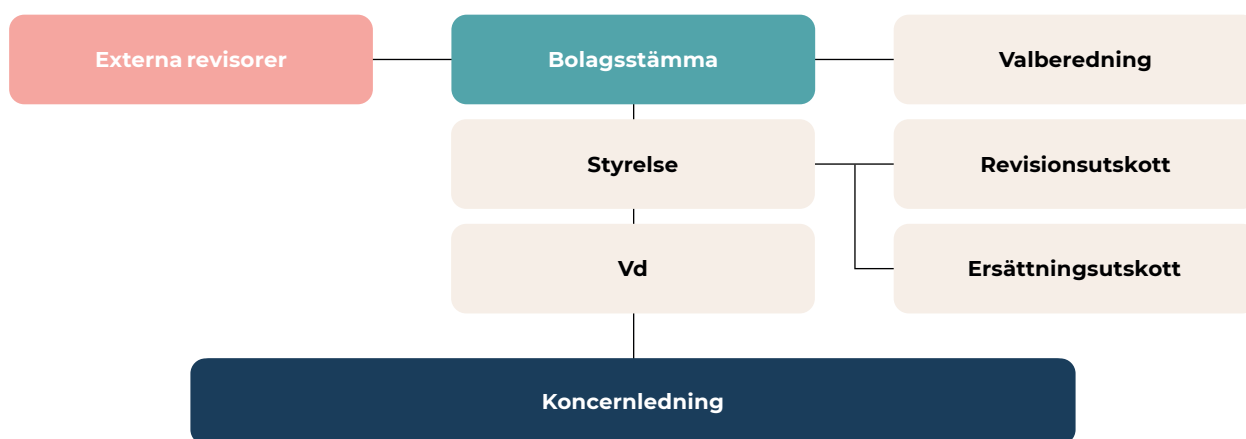 Externa revisorer
Bolagsstämma
Valberedning
Styrelse
Revisionsutskott
Vd
Ersättningsutskott
Koncernledning